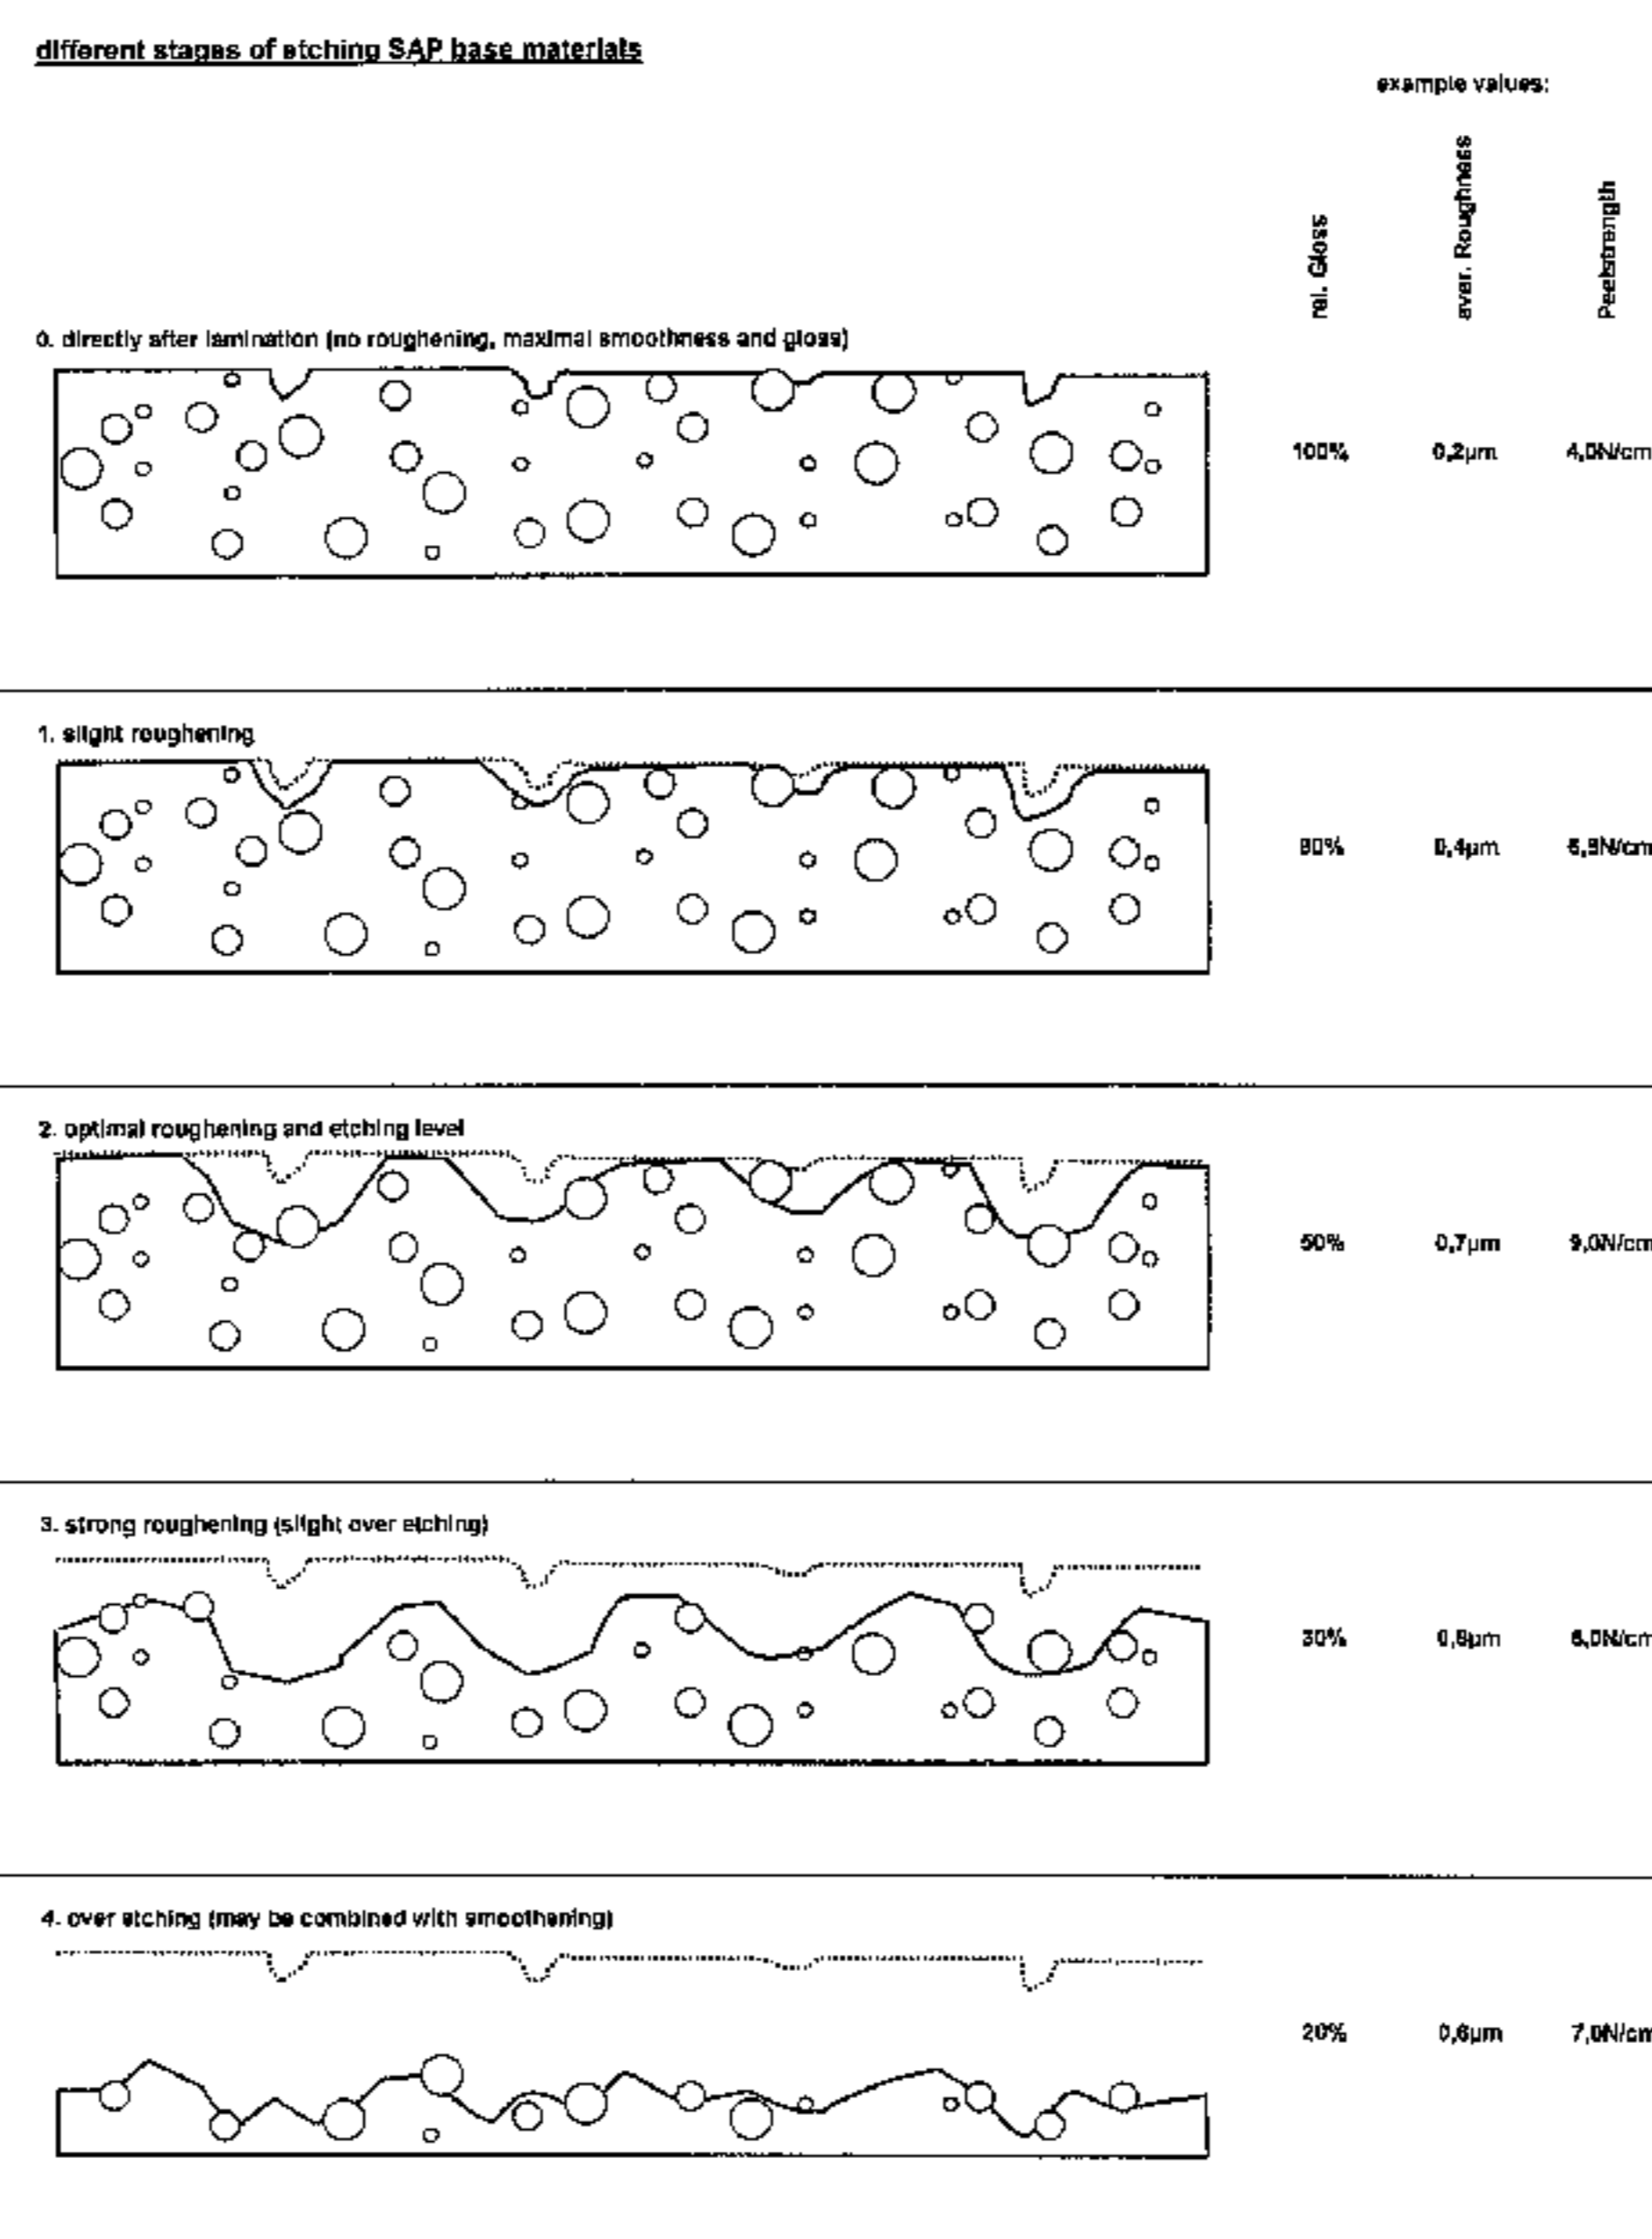 different stages of etching SAP base materials
example values:
rel. Gloss
aver. Roughness
Peelstrength
0. directly after lamination (no roughening, maximal smoothness and gloss)
100% 0,2µm 4,0N/cm
1. slight roughening
80% 0,4µm
2. optimal roughening and etching level
50% 0,7µm 9,0N/cm
3. strong roughening (slight over etching)
30%
4. over etching (may be combined with smoothening)
20% 0,6µm 7,0N/cm